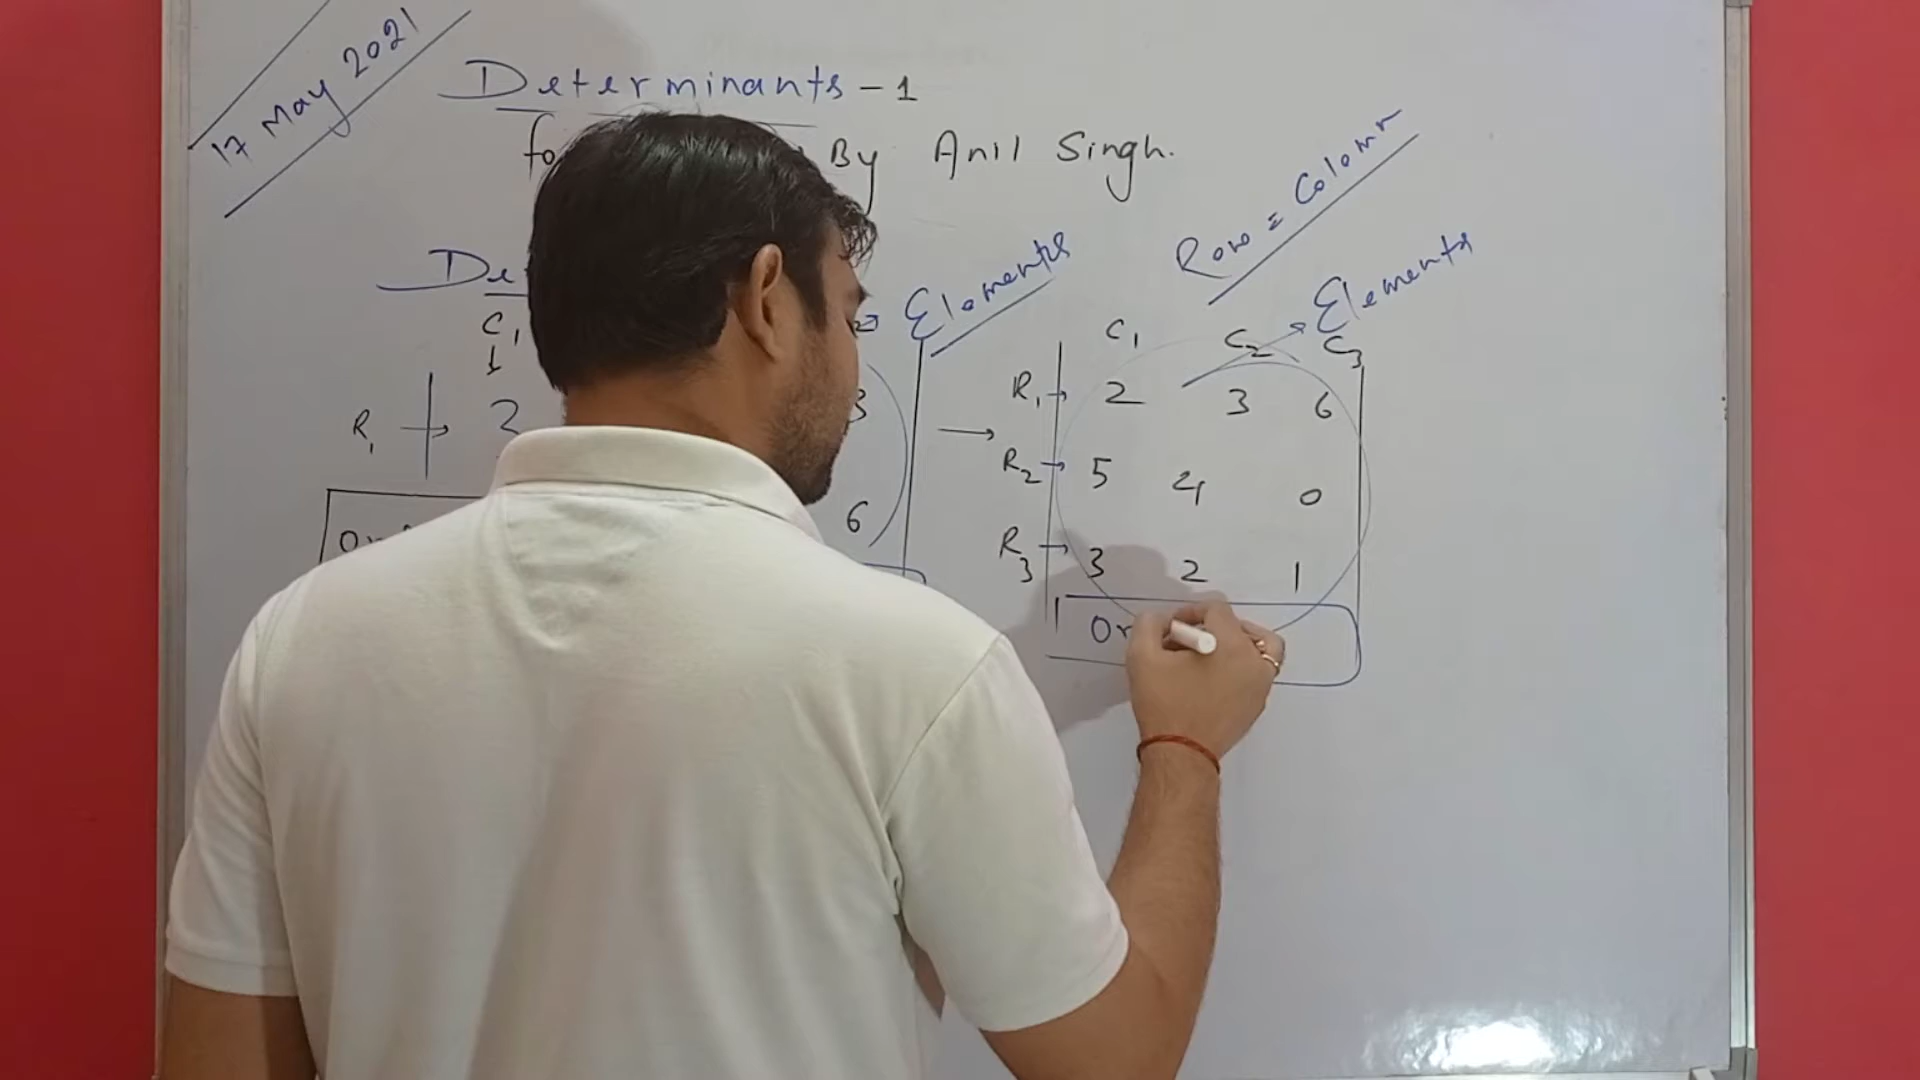 17 May 2021
Determinants - 1
By Anil Singh.
Row = Colomn
Elements
Elements
C1
C1 C2 C3
R1 → 2
3
R1 → 2 3 6
R2 → 5 4 0
6
R3 → 3 2 1